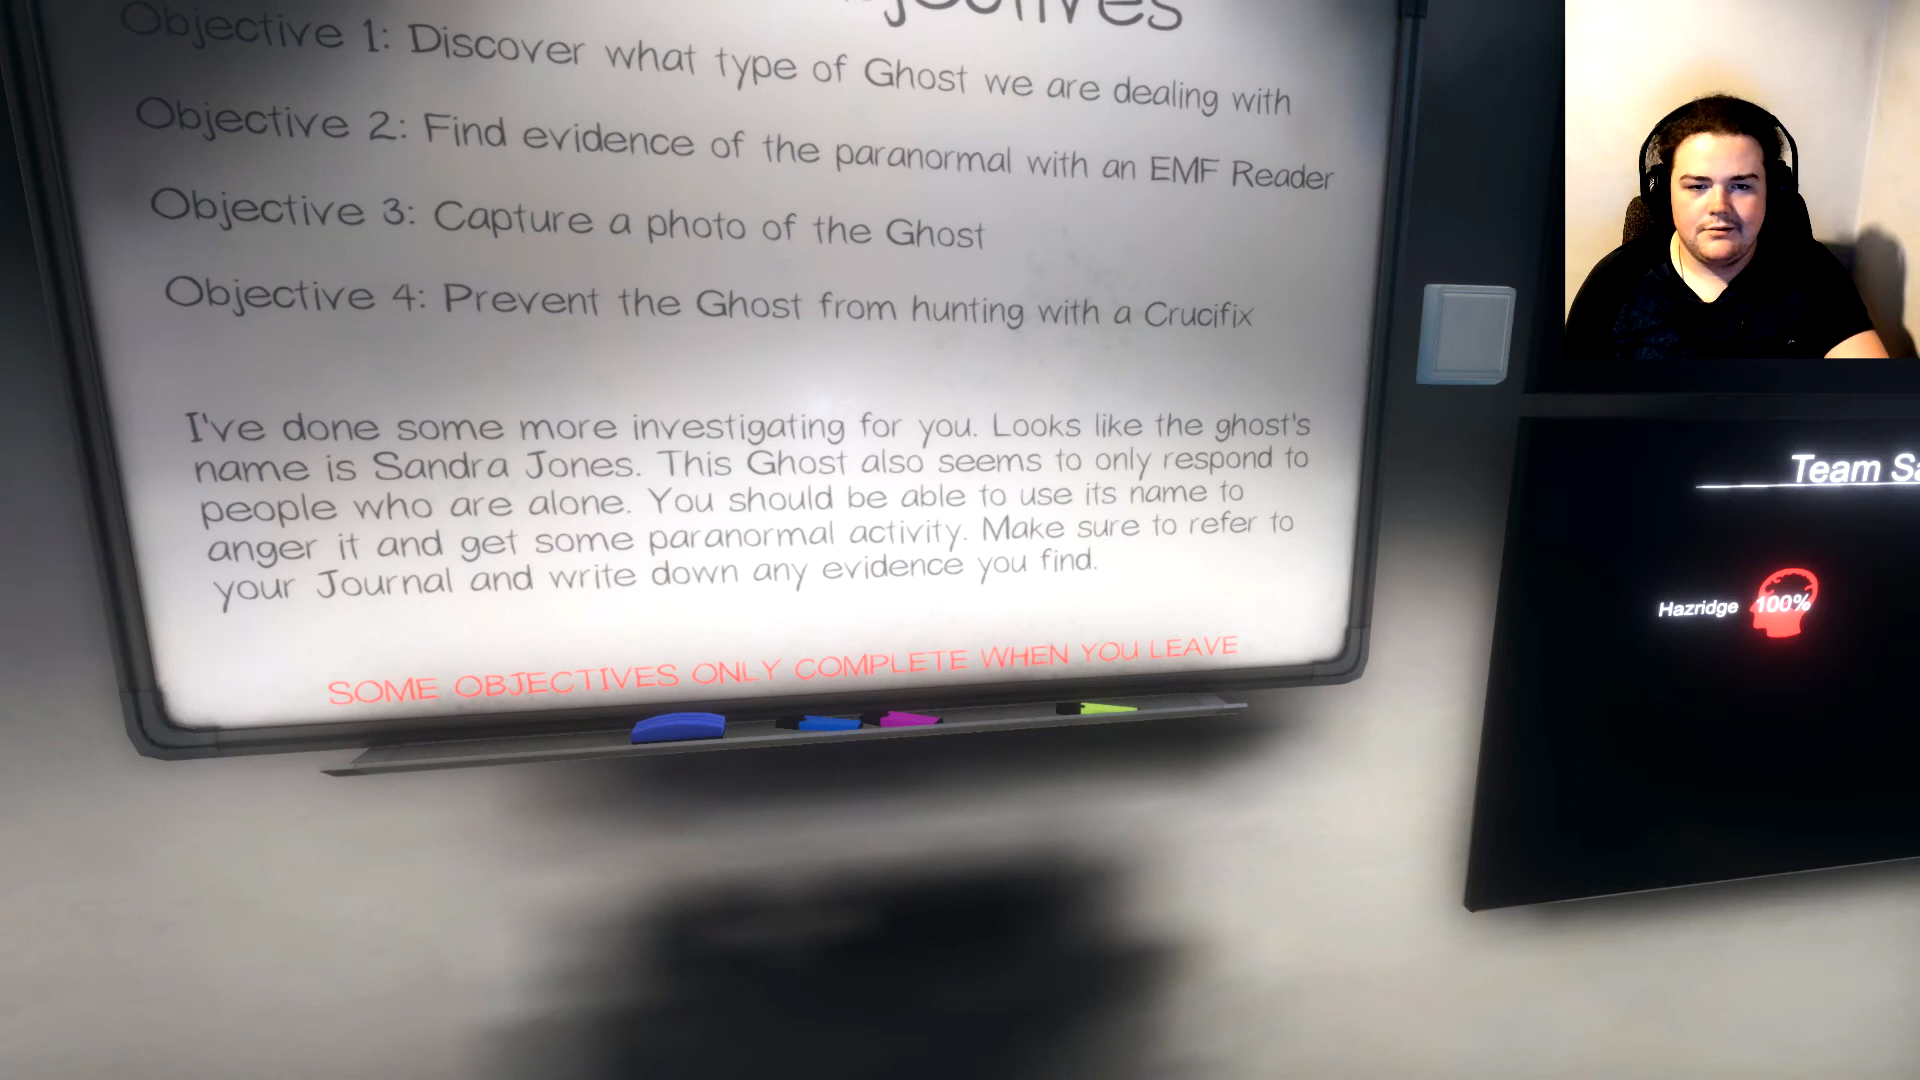 Objective 1: Discover what type of Ghost we are dealing with
Objective 2: Find evidence of the paranormal with an EMF Reader
Objective 3: Capture a photo of the Ghost
Objective 4: Prevent the Ghost from hunting with a Crucifix
I've done some more investigating for you. Looks like the ghost's
name is Sandra Jones. This Ghost also seems to only respond to
people who are alone. You should be able to use its name to
anger it and get some paranormal activity. Make sure to refer to
your Journal and write down any evidence you find.
SOME OBJECTIVES ONLY COMPLETE WHEN YOU LEAVE
Team
Hazridge 100%